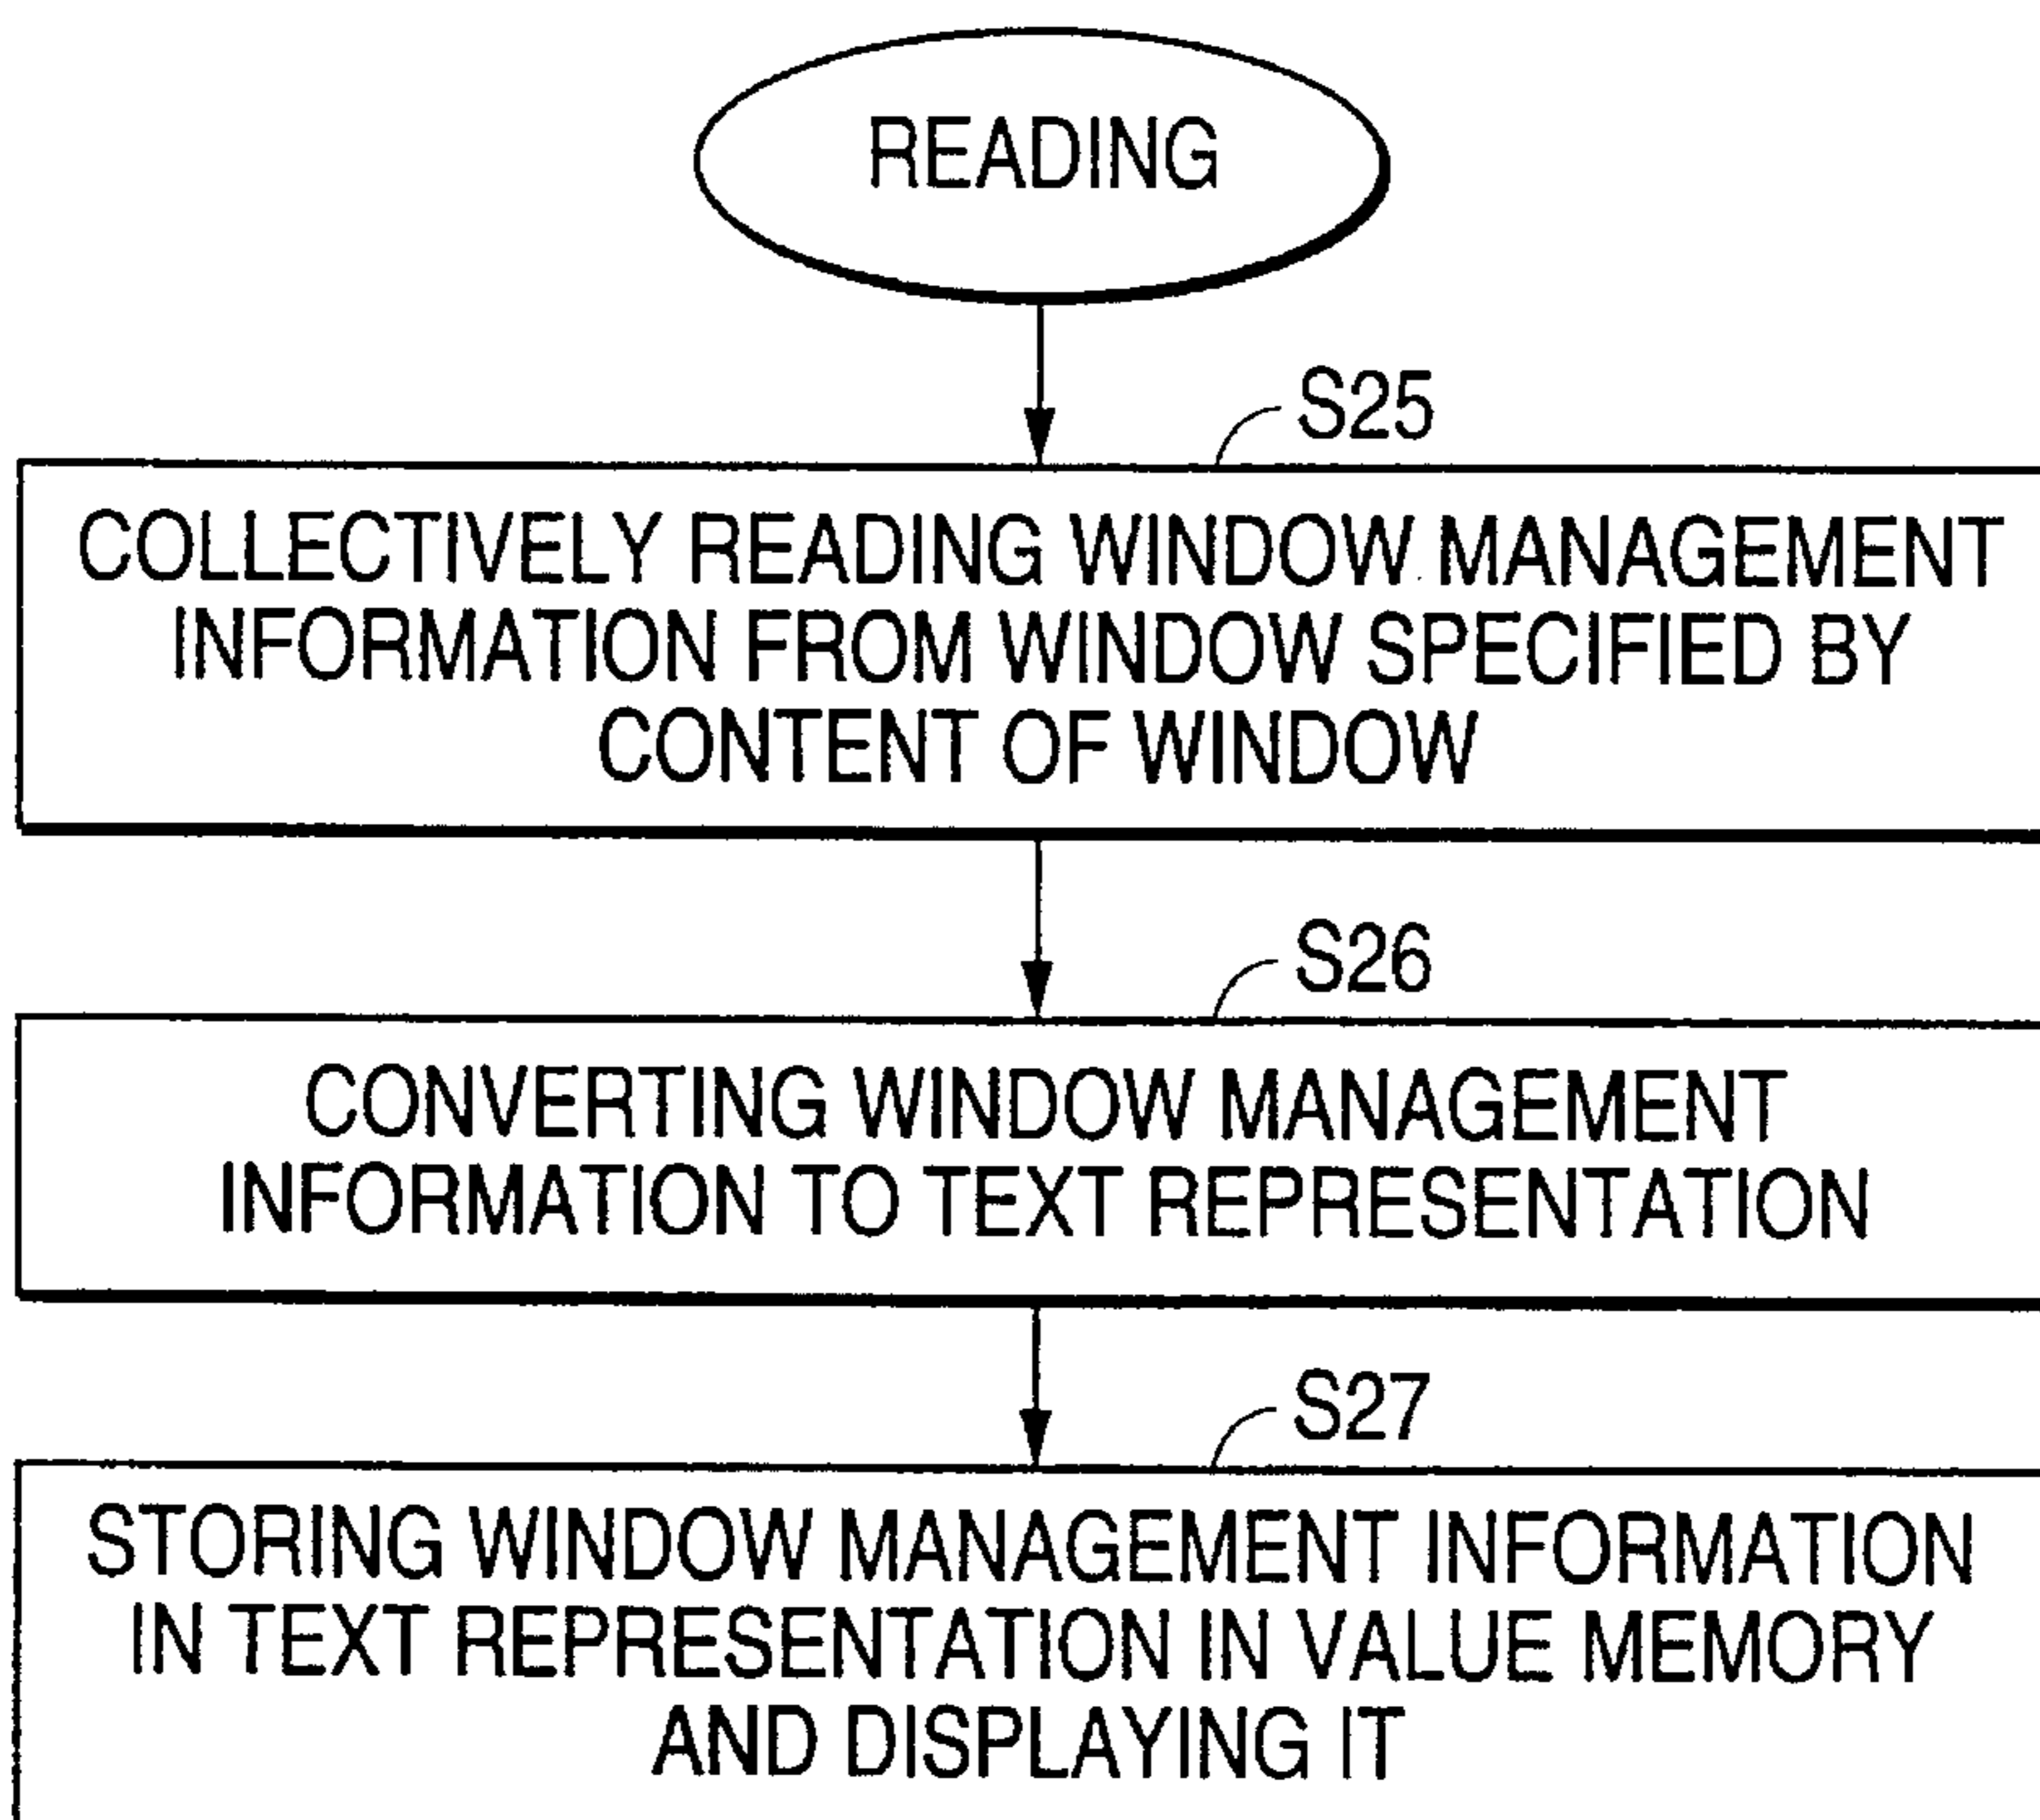 READING
S25
COLLECTIVELY READING WINDOW MANAGEMENT
INFORMATION FROM WINDOW SPECIFIED BY
CONTENT OF WINDOW
S26
CONVERTING WINDOW MANAGEMENT
INFORMATION TO TEXT REPRESENTATION
S27
STORING WINDOW MANAGEMENT INFORMATION
IN TEXT REPRESENTATION IN VALUE MEMORY
AND DISPLAYING IT